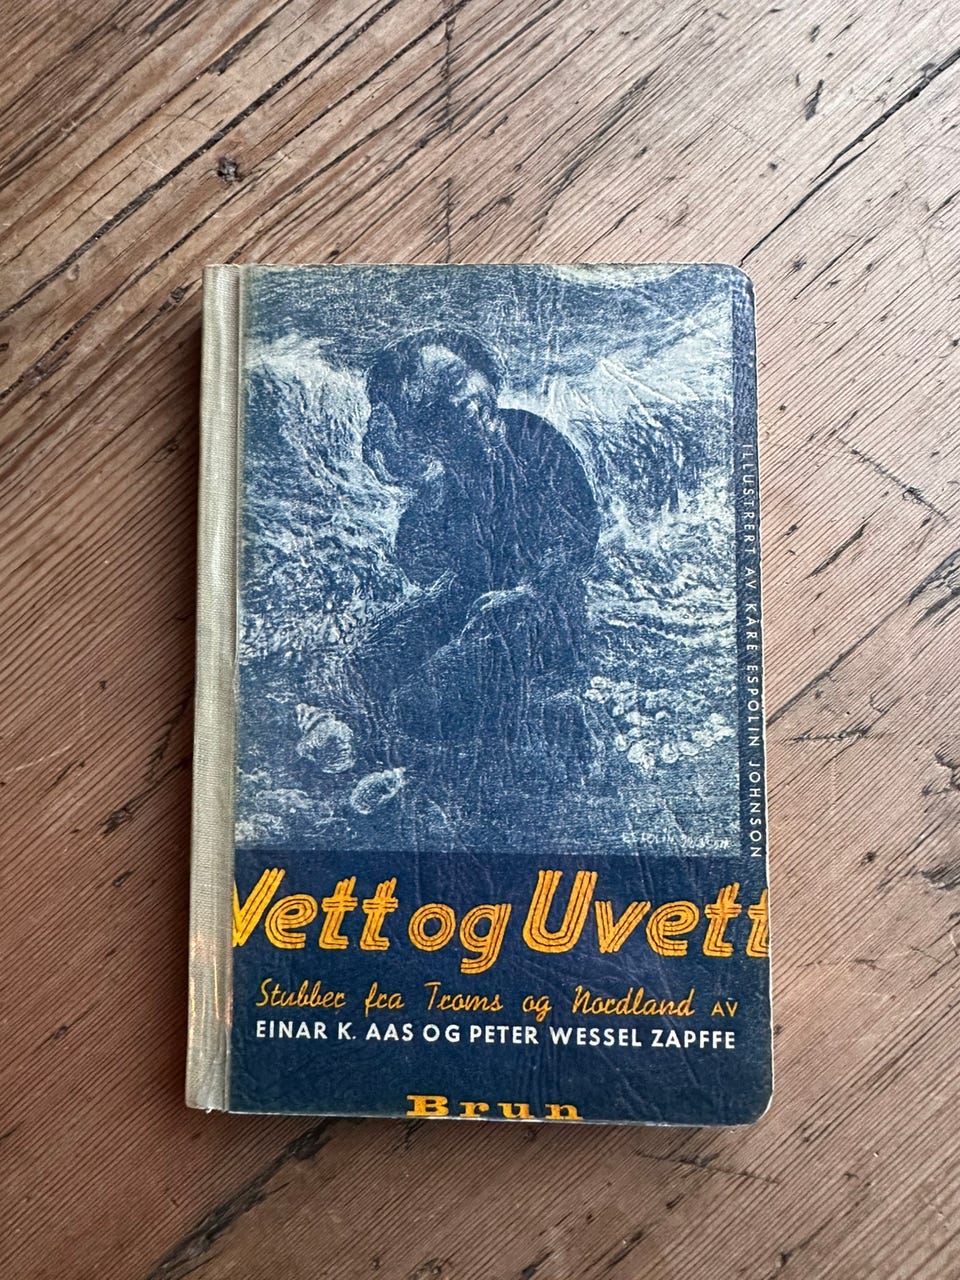 ILLUSTRERT AV KÅRE ESPOLIN JOHNSON
Vett og Uvett
Stubber fra Troms og Nordland AV
EINAR K. AAS OG PETER WESSEL ZAPFFE
Brun